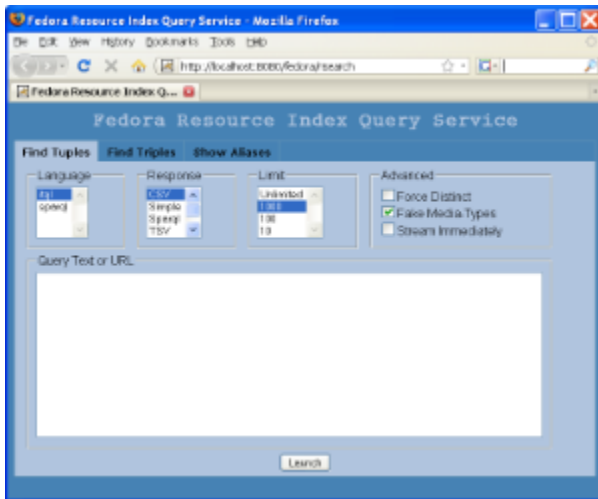 Fedora Resource Index Query Service - Mozilla Firefox
File Edit View History Bookmarks Tools Help
http://localhost:8080/fedora/risearch
Fedora Resource Index Q...
Fedora Resource Index Query Service
Find Tuples Find Triples Show Aliases
Language Response Limit Advanced
itql CSV Unlimited Force Distinct
sparql Simple 1000 Fake Media Types
Sparql 100 Stream Immediately
TSV 10
Query Text or URL
Launch